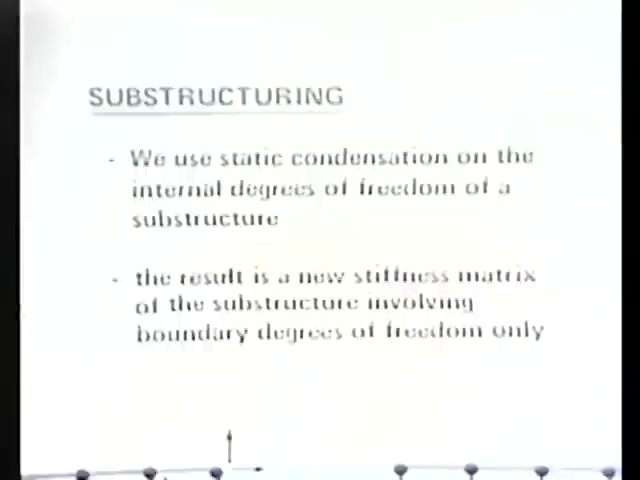 SUBSTRUCTURING
- We use static condensation on the
internal degrees of freedom of a
substructure
- the result is a new stiffness matrix
of the substructure involving
boundary degrees of freedom only